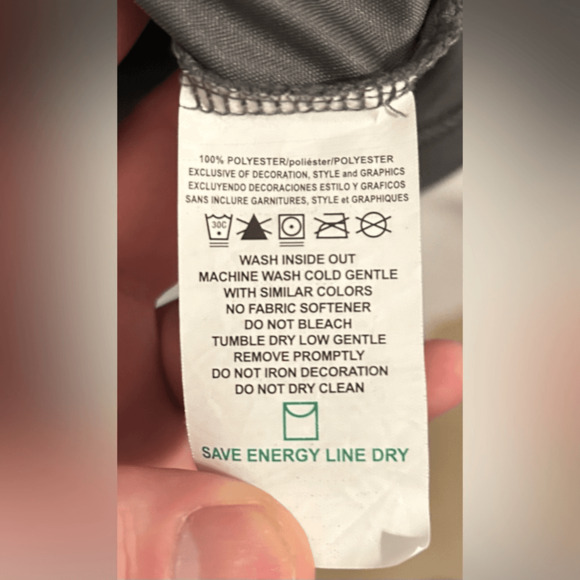 100% POLYESTER/poliéster/POLYESTER
EXCLUSIVE OF DECORATION, STYLE and GRAPHICS
EXCLUYENDO DECORACIONES ESTILO Y GRAFICOS
SANS INCLURE GARNITURES, STYLE et GRAPHIQUES
30C
WASH INSIDE OUT
MACHINE WASH COLD GENTLE
WITH SIMILAR COLORS
NO FABRIC SOFTENER
DO NOT BLEACH
TUMBLE DRY LOW GENTLE
REMOVE PROMPTLY
DO NOT IRON DECORATION
DO NOT DRY CLEAN
SAVE ENERGY LINE DRY